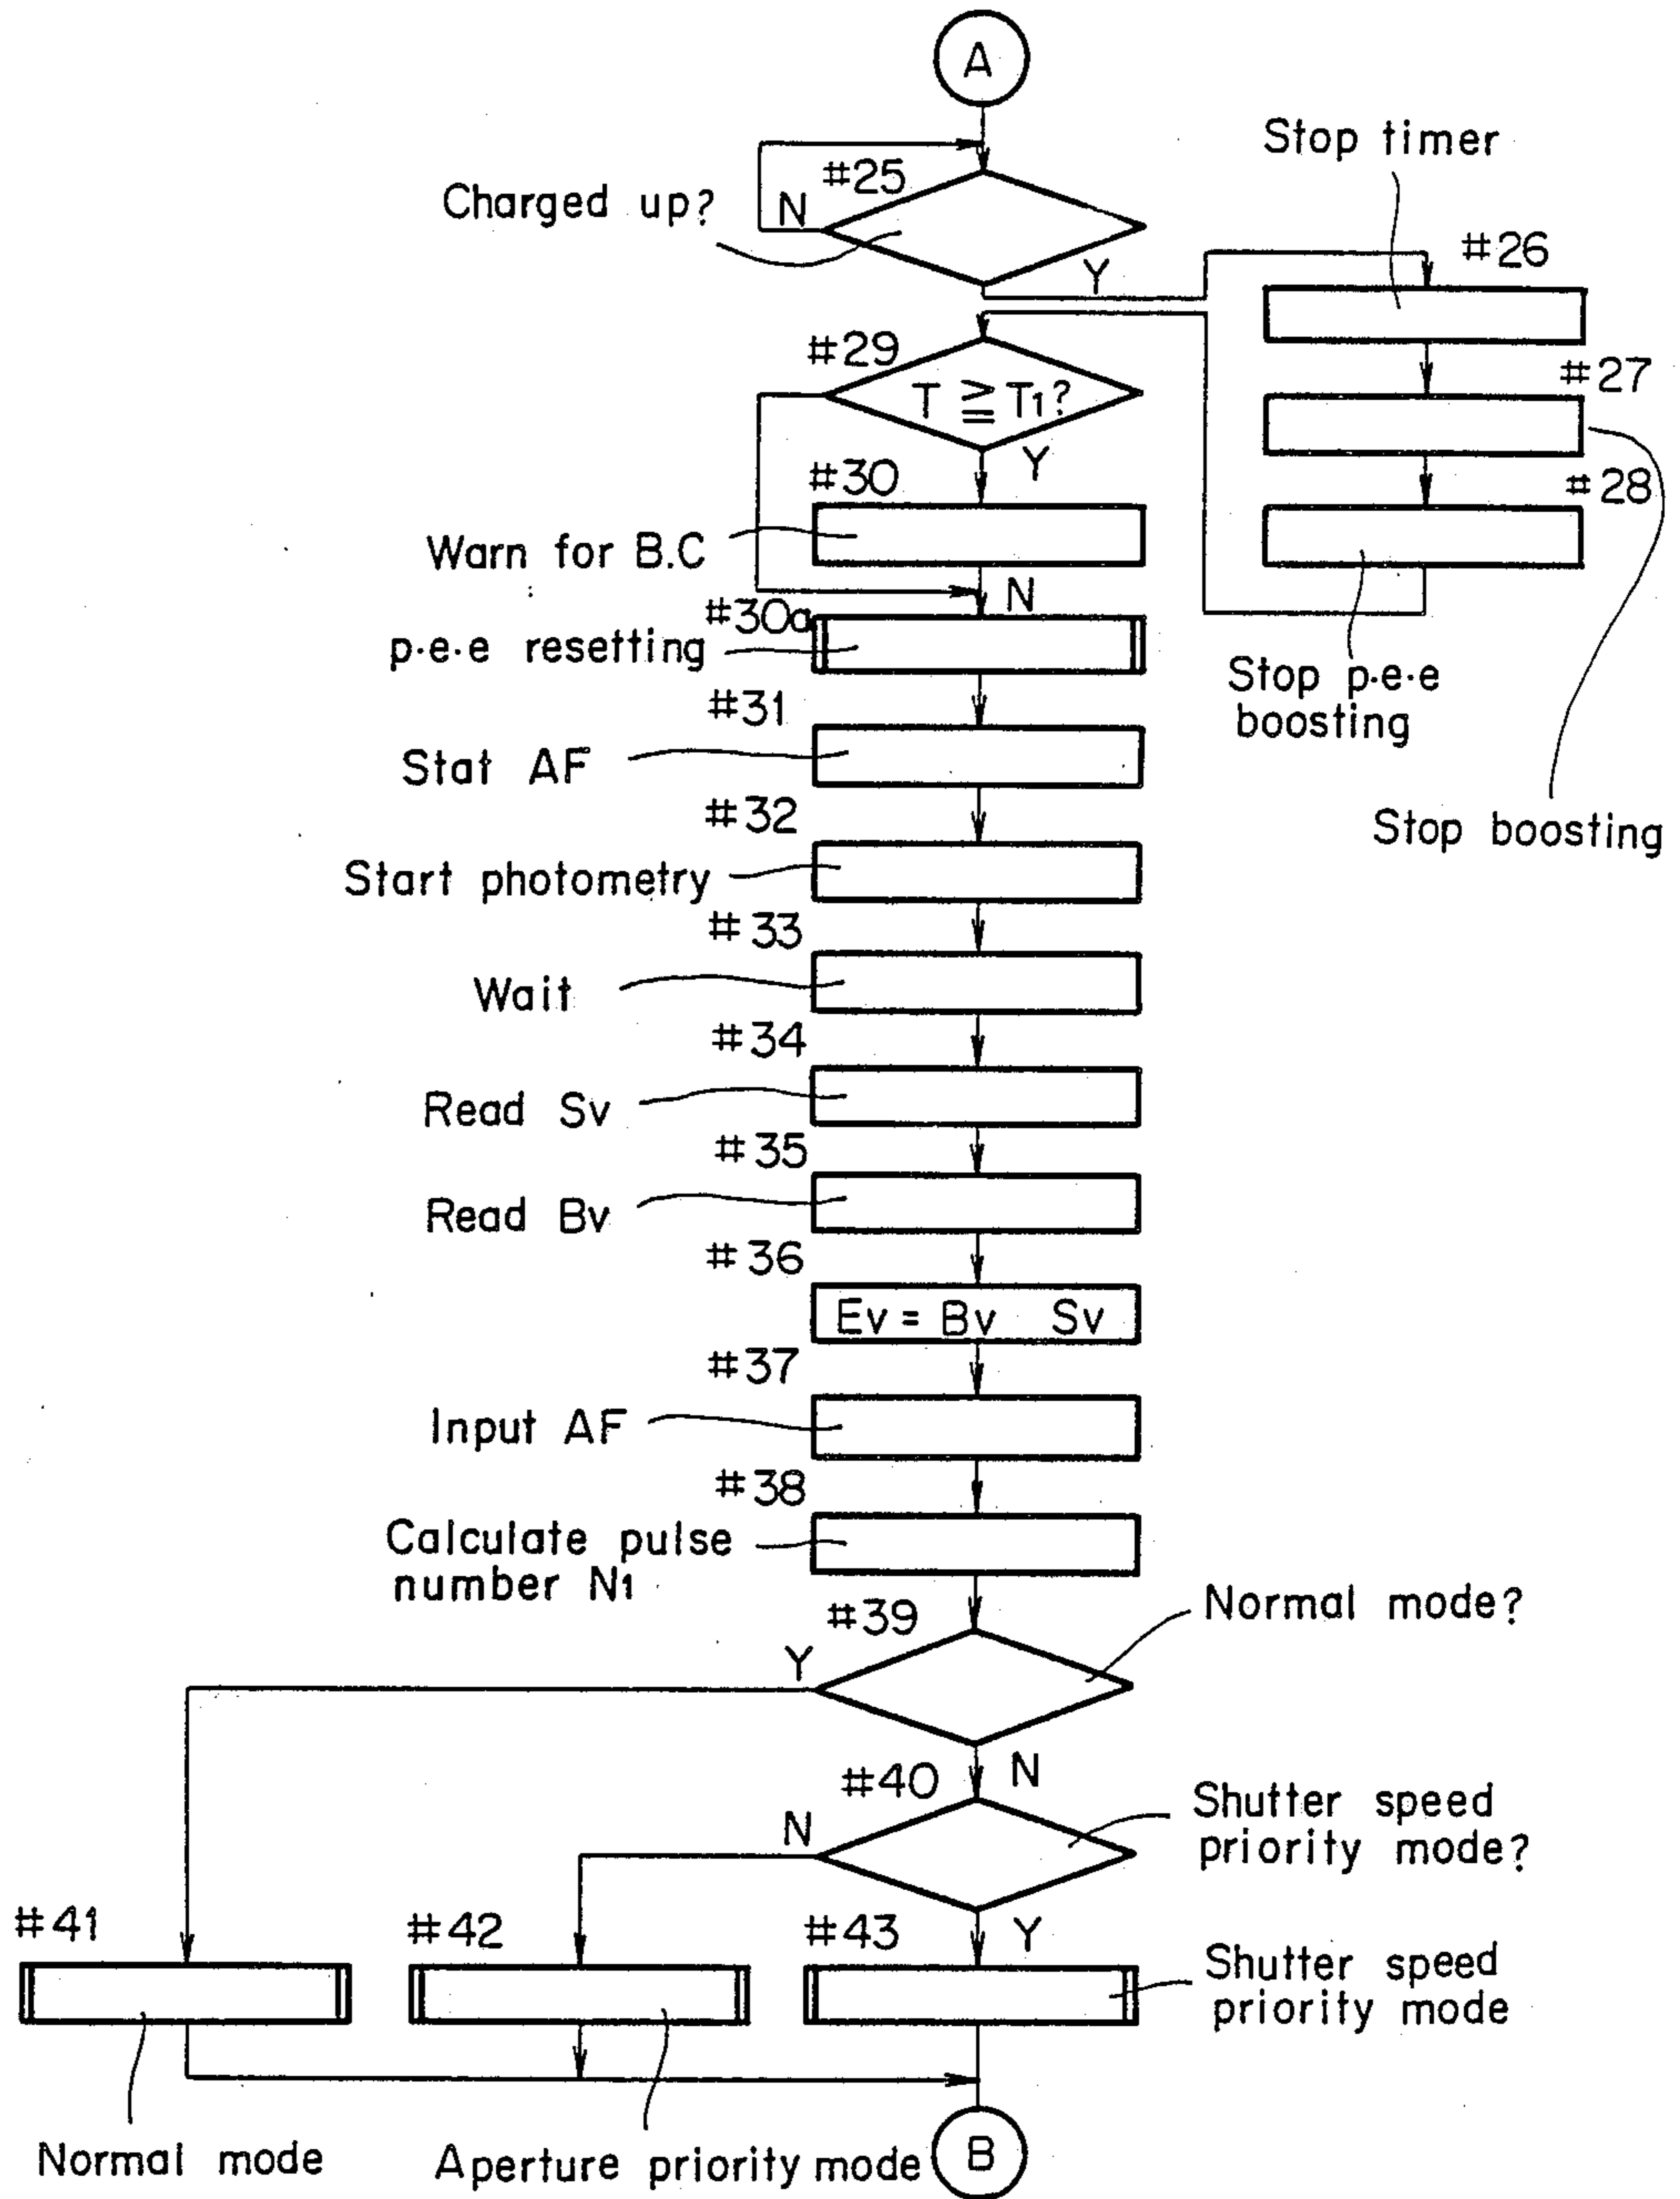 A
Stop timer
#25
Charged up?
N
Y
#26
#29
T ≧ T1?
#27
Y
#30
#28
Warn for B.C
N
#30a
p·e·e resetting
Stop p·e·e
boosting
#31
Stat AF
Stop boosting
#32
Start photometry
#33
Wait
#34
Read Sv
#35
Read Bv
#36
Ev = Bv Sv
#37
Input AF
#38
Calculate pulse
number N1
Normal mode?
#39
Y
N
#40
Shutter speed
priority mode?
N
#41
#42
#43
Y
Shutter speed
priority mode
Normal mode
Aperture priority mode
B